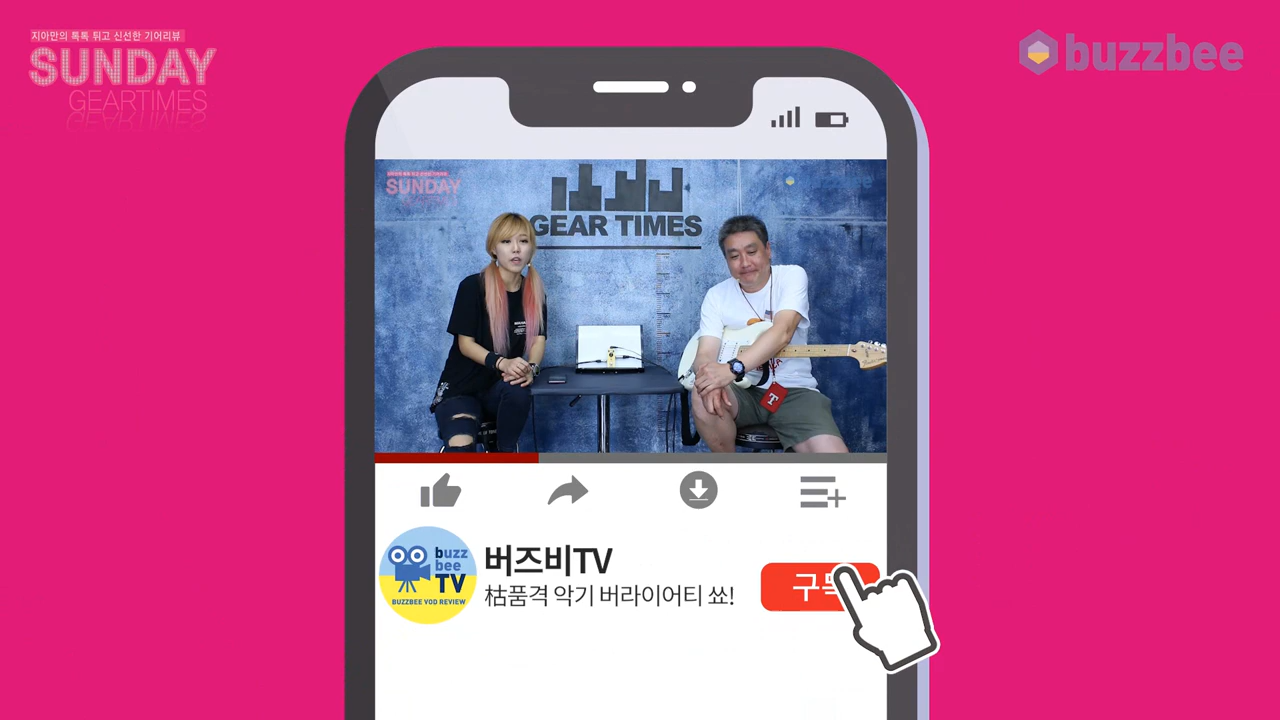 지아만의 톡톡 튀고 신선한 기어리뷰
SUNDAY
GEARTIMES
buzzbee
SUNDAY
buzzbee
GEAR TIMES
T
buzz
bee
TV
BUZZBEE VOD REVIEW
버즈비TV
枯품격 악기 버라이어티 쑈!